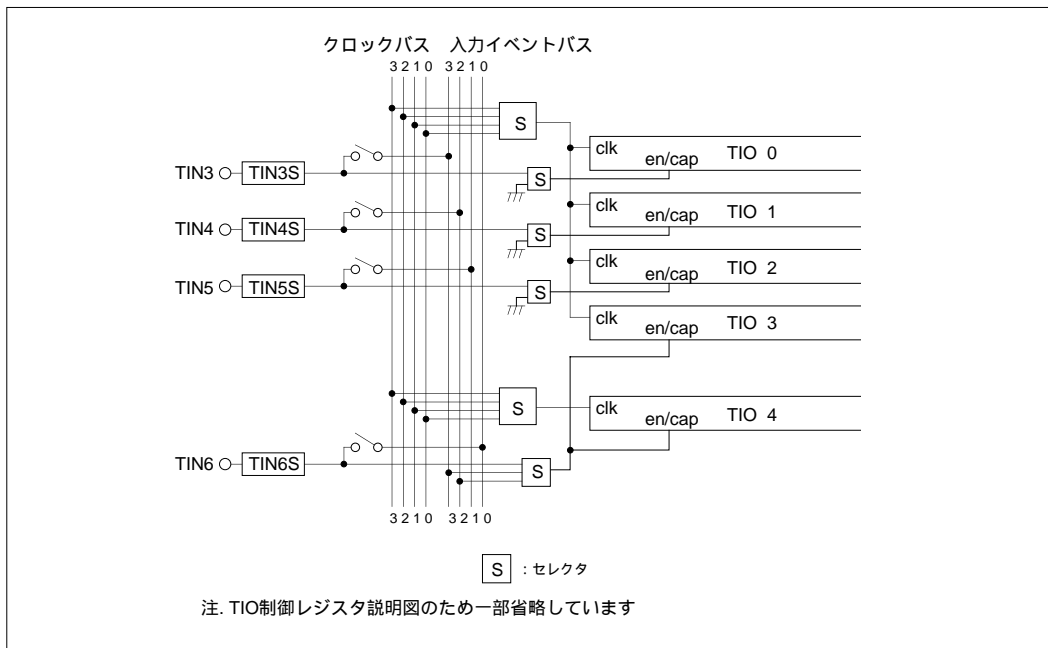 クロックバス 入力イベントバス
3 2 1 0 3 2 1 0
S
clk en/cap TIO 0
TIN3 TIN3S S
clk en/cap TIO 1
TIN4 TIN4S S
clk en/cap TIO 2
TIN5 TIN5S S
clk en/cap TIO 3
S
clk en/cap TIO 4
TIN6 TIN6S S
3 2 1 0 3 2 1 0
S : セレクタ
注. TIO制御レジスタ説明図のため一部省略しています